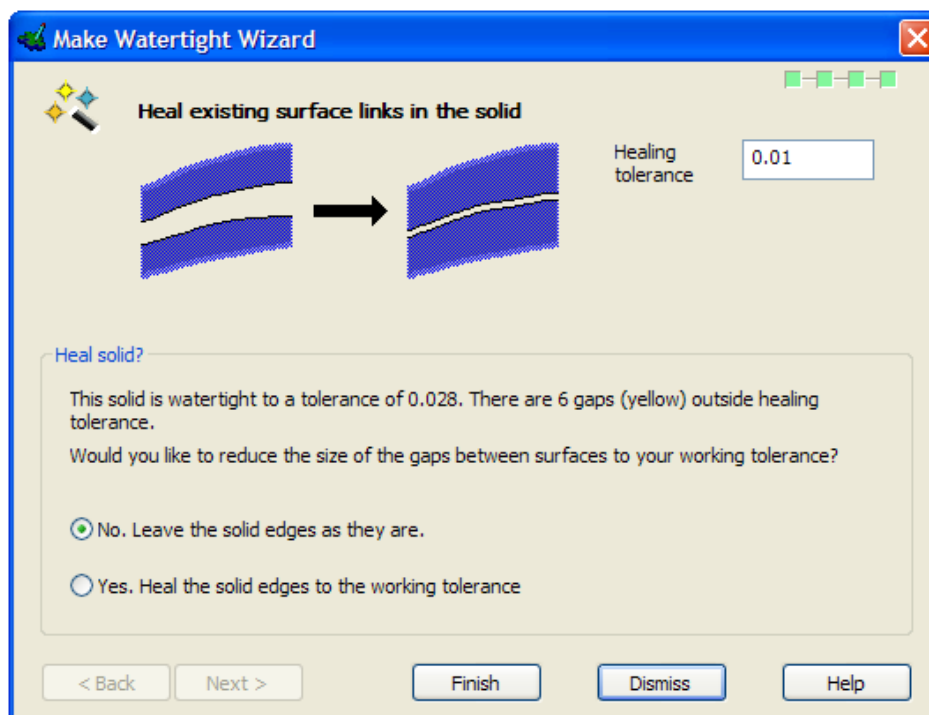 Make Watertight Wizard
Heal existing surface links in the solid
Healing
tolerance
0.01
Heal solid?
This solid is watertight to a tolerance of 0.028. There are 6 gaps (yellow) outside healing
tolerance.
Would you like to reduce the size of the gaps between surfaces to your working tolerance?
No. Leave the solid edges as they are.
Yes. Heal the solid edges to the working tolerance
< Back Next > Finish Dismiss Help